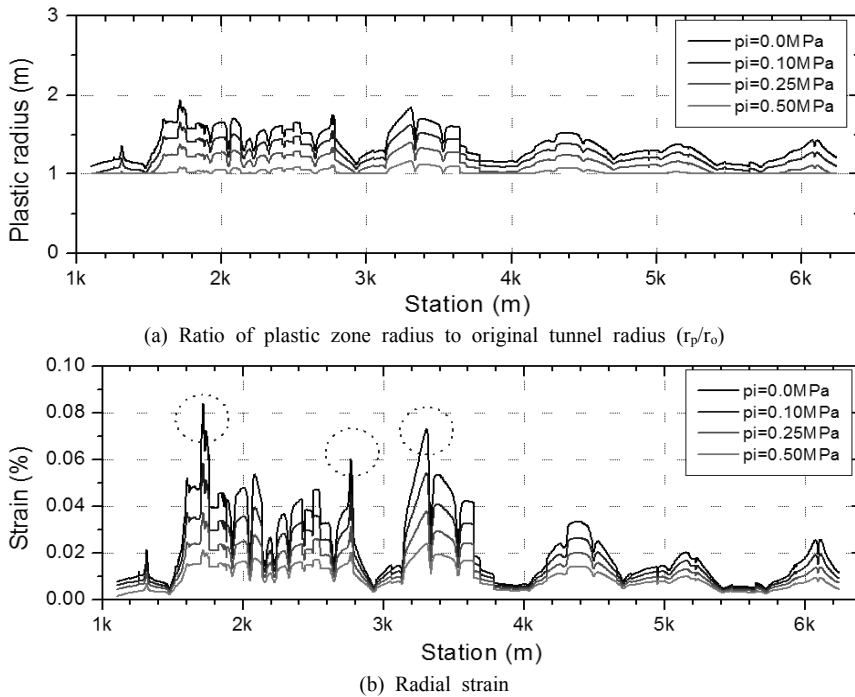 3
2
1
0
Plastic radius (m)
pi=0.0MPa
pi=0.10MPa
pi=0.25MPa
pi=0.50MPa
1k 2k 3k 4k 5k 6k
Station (m)
(a) Ratio of plastic zone radius to original tunnel radius (rp/ro)
0.10
0.08
0.06
0.04
0.02
0.00
Strain (%)
pi=0.0MPa
pi=0.10MPa
pi=0.25MPa
pi=0.50MPa
1k 2k 3k 4k 5k 6k
Station (m)
(b) Radial strain